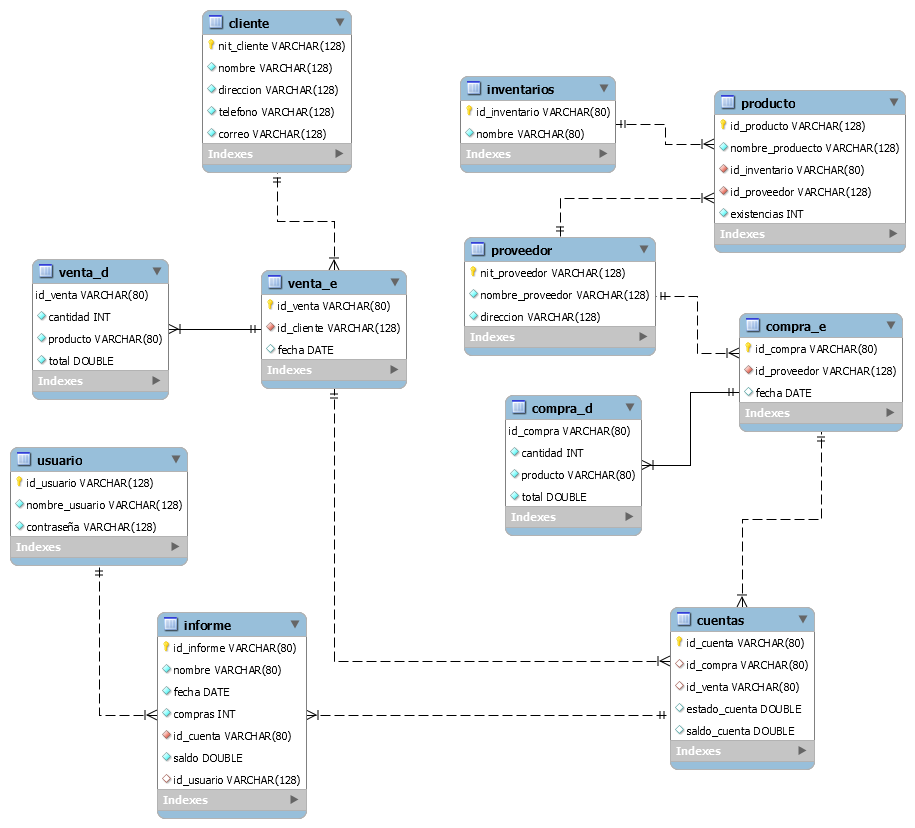 cliente
nit_cliente VARCHAR(128)
nombre VARCHAR(128)
direccion VARCHAR(128)
telefono VARCHAR(128)
correo VARCHAR(128)
Indexes
inventarios
id_inventario VARCHAR(80)
nombre VARCHAR(80)
Indexes
producto
id_producto VARCHAR(128)
nombre_produecto VARCHAR(128)
id_inventario VARCHAR(80)
id_proveedor VARCHAR(128)
existencias INT
Indexes
proveedor
nit_proveedor VARCHAR(128)
nombre_proveedor VARCHAR(128)
direccion VARCHAR(128)
Indexes
venta_d
id_venta VARCHAR(80)
cantidad INT
producto VARCHAR(80)
total DOUBLE
Indexes
venta_e
id_venta VARCHAR(80)
id_cliente VARCHAR(128)
fecha DATE
Indexes
compra_e
id_compra VARCHAR(80)
id_proveedor VARCHAR(128)
fecha DATE
Indexes
compra_d
id_compra VARCHAR(80)
cantidad INT
producto VARCHAR(80)
total DOUBLE
Indexes
usuario
id_usuario VARCHAR(128)
nombre_usuario VARCHAR(128)
contraseña VARCHAR(128)
Indexes
informe
id_informe VARCHAR(80)
nombre VARCHAR(80)
fecha DATE
compras INT
id_cuenta VARCHAR(80)
saldo DOUBLE
id_usuario VARCHAR(128)
Indexes
cuentas
id_cuenta VARCHAR(80)
id_compra VARCHAR(80)
id_venta VARCHAR(80)
estado_cuenta DOUBLE
saldo_cuenta DOUBLE
Indexes